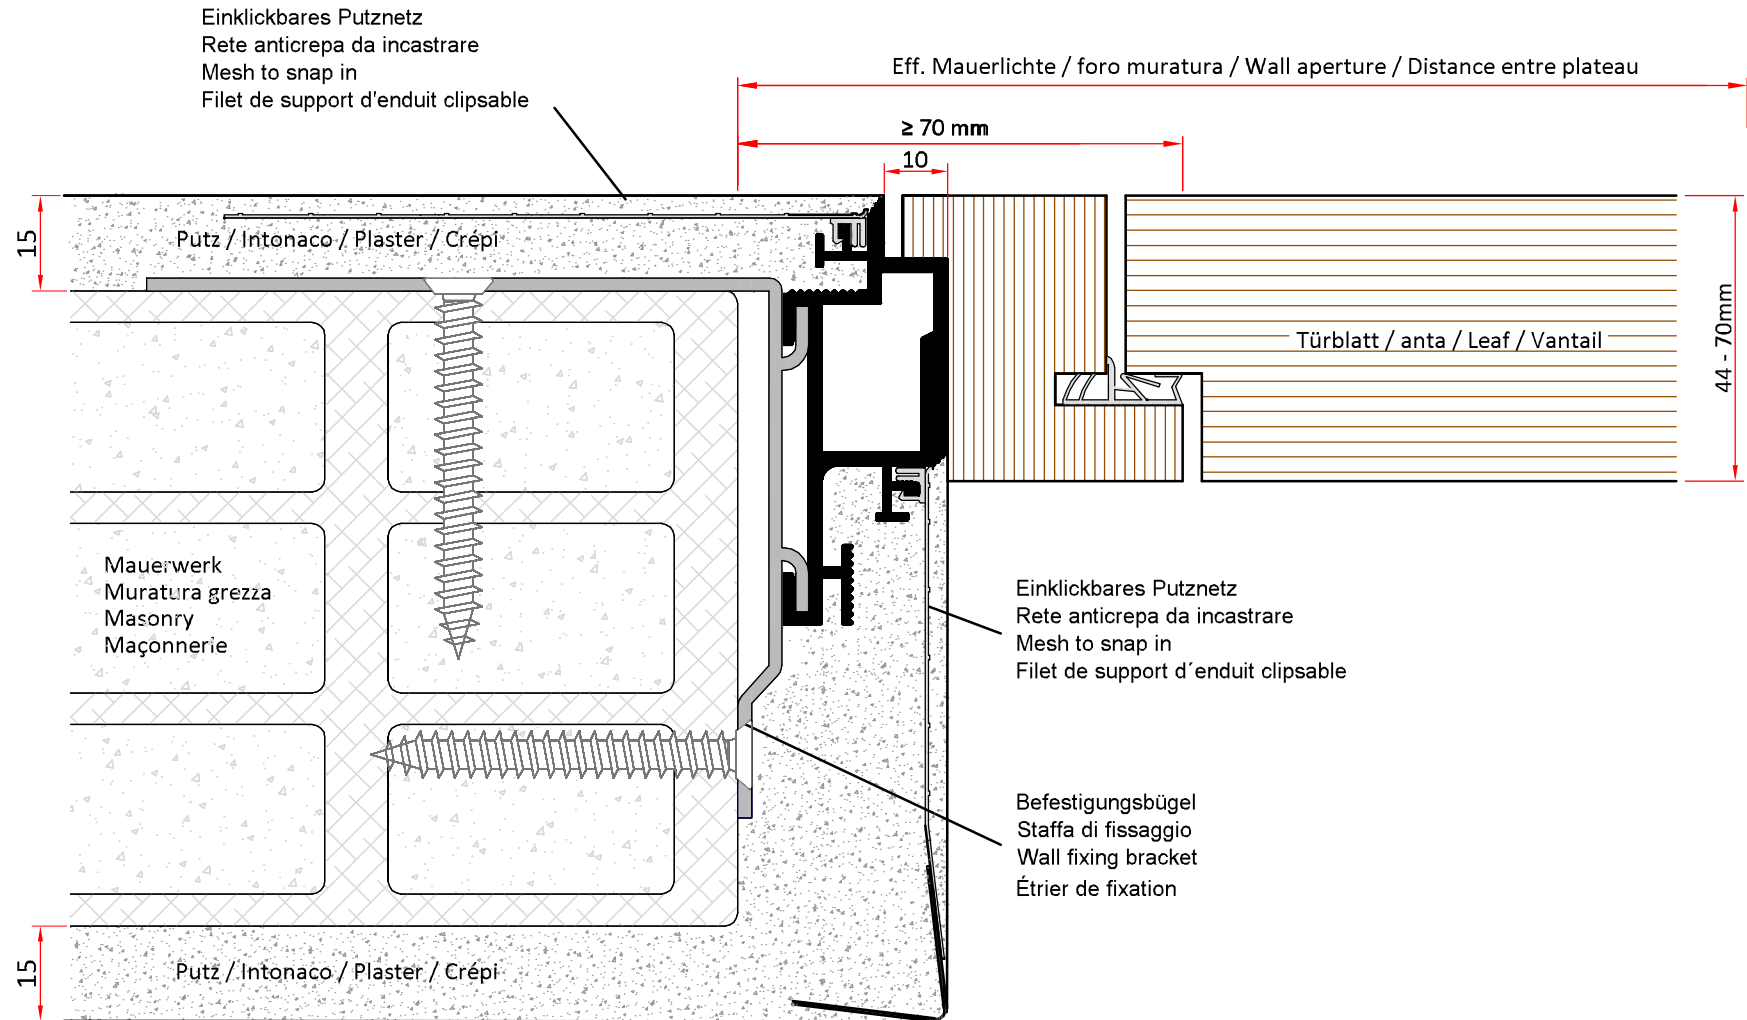 Einklickbares Putznetz
Rete anticrepa da incastrare
Mesh to snap in
Filet de support d'enduit clipsable
Eff. Mauerlichte / foro muratura / Wall aperture / Distance entre plateau
≥ 70 mm
10
15
Putz / Intonaco / Plaster / Crépi
Türblatt / anta / Leaf / Vantail
44 - 70mm
Mauerwerk
Muratura grezza
Masonry
Maçonnerie
Einklickbares Putznetz
Rete anticrepa da incastrare
Mesh to snap in
Filet de support d´enduit clipsable
Befestigungsbügel
Staffa di fissaggio
Wall fixing bracket
Étrier de fixation
15
Putz / Intonaco / Plaster / Crépi